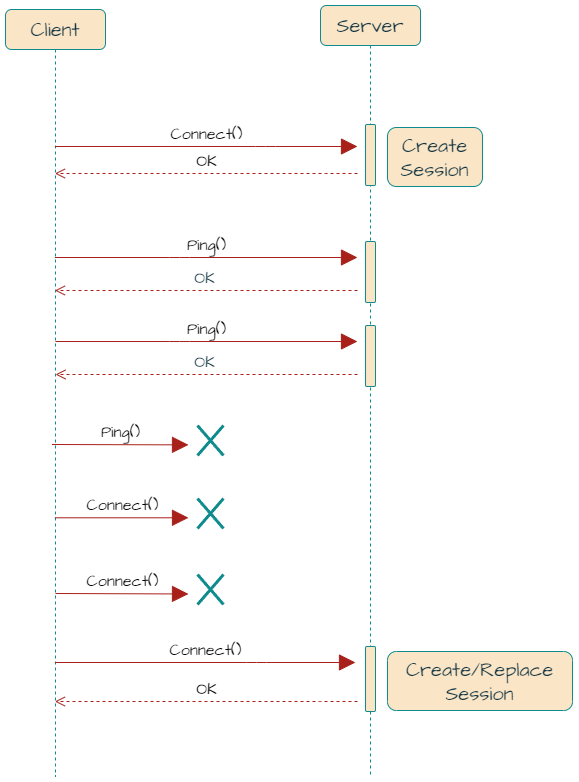 Client
Server
Connect()
OK
Create
Session
Ping()
OK
Ping()
OK
Ping()
Connect()
Connect()
Connect()
OK
Create/Replace
Session